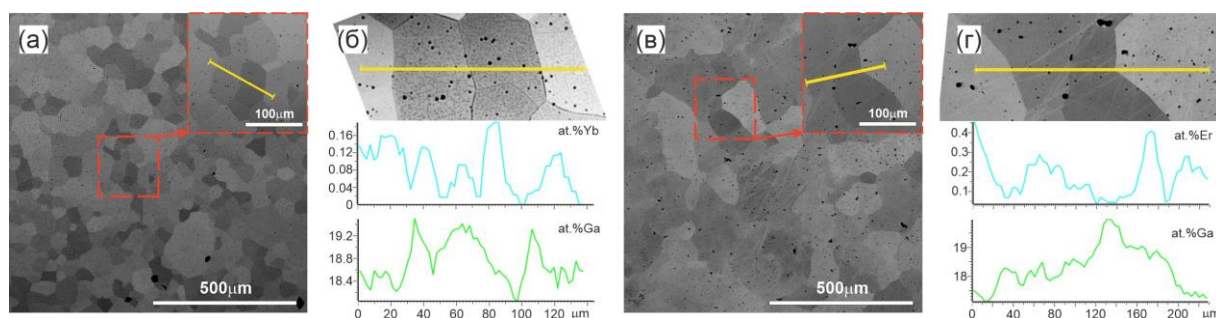 (а)
100µm
500µm
(б)
at.%Yb
0.16
0.12
0.08
0.04
0
at.%Ga
19.2
18.8
18.4
0 20 40 60 80 100 120 µm
(в)
100µm
500µm
(г)
at.%Er
0.4
0.3
0.2
0.1
at.%Ga
19
18
0 40 80 120 160 200 µm